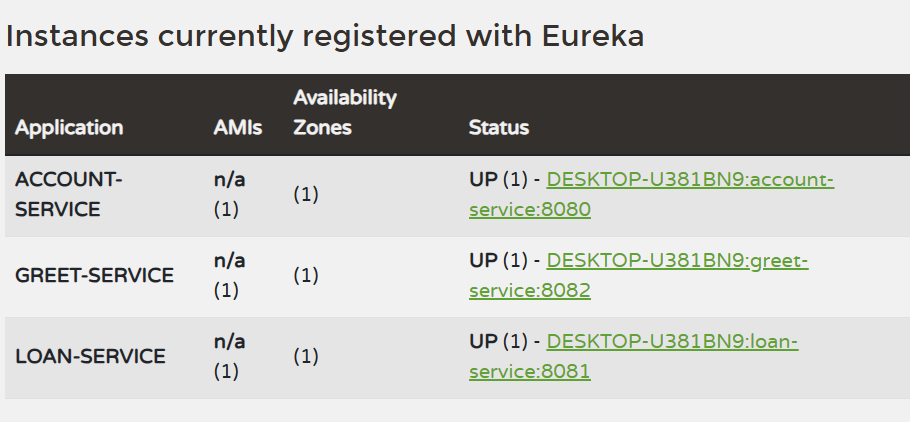 Instances currently registered with Eureka
Application AMIs Availability Zones Status
ACCOUNT-SERVICE n/a (1) (1) UP (1) - DESKTOP-U381BN9:account-service:8080
GREET-SERVICE n/a (1) (1) UP (1) - DESKTOP-U381BN9:greet-service:8082
LOAN-SERVICE n/a (1) (1) UP (1) - DESKTOP-U381BN9:loan-service:8081